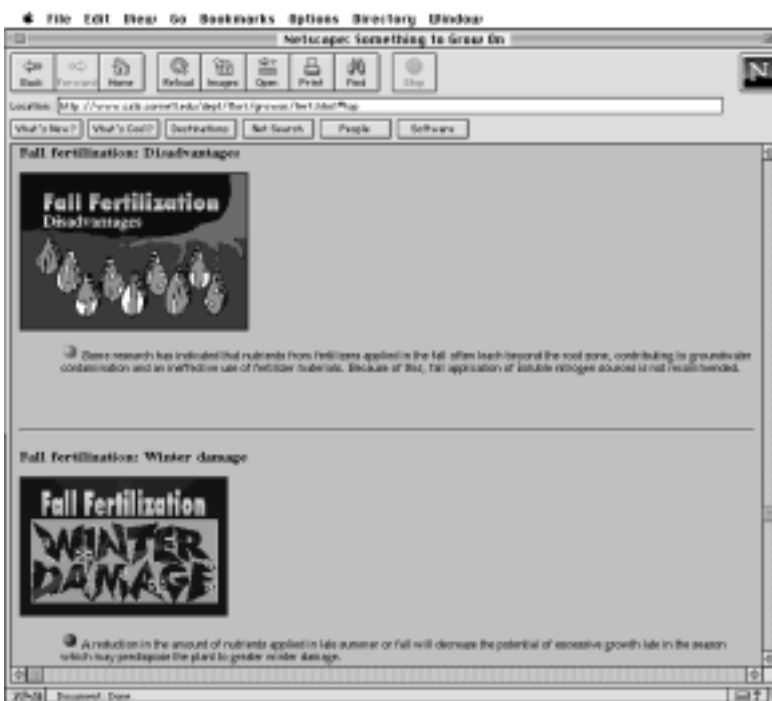 File Edit View Go Bookmarks Options Directory Window
Netscape: Something to Grow On
Back Forward Home Reload Images Open Print Find Stop
N
Location:
What's New? What's Cool? Destinations Net Search People Software
Fall fertilization: Disadvantages
Fall Fertilization
Disadvantages
Some research has indicated that nutrients from fertilizers applied in the fall often leach beyond the root zone, contributing to groundwater
contamination and an ineffective use of fertilizer materials. Because of this, fall application of soluble nitrogen sources is not recommended.
Fall fertilization: Winter damage
Fall Fertilization
WINTER
DAMAGE
A reduction in the amount of nutrients applied in late summer or fall will decrease the potential of excessive growth late in the season
which may predispose the plant to greater winter damage.
Document: Done.